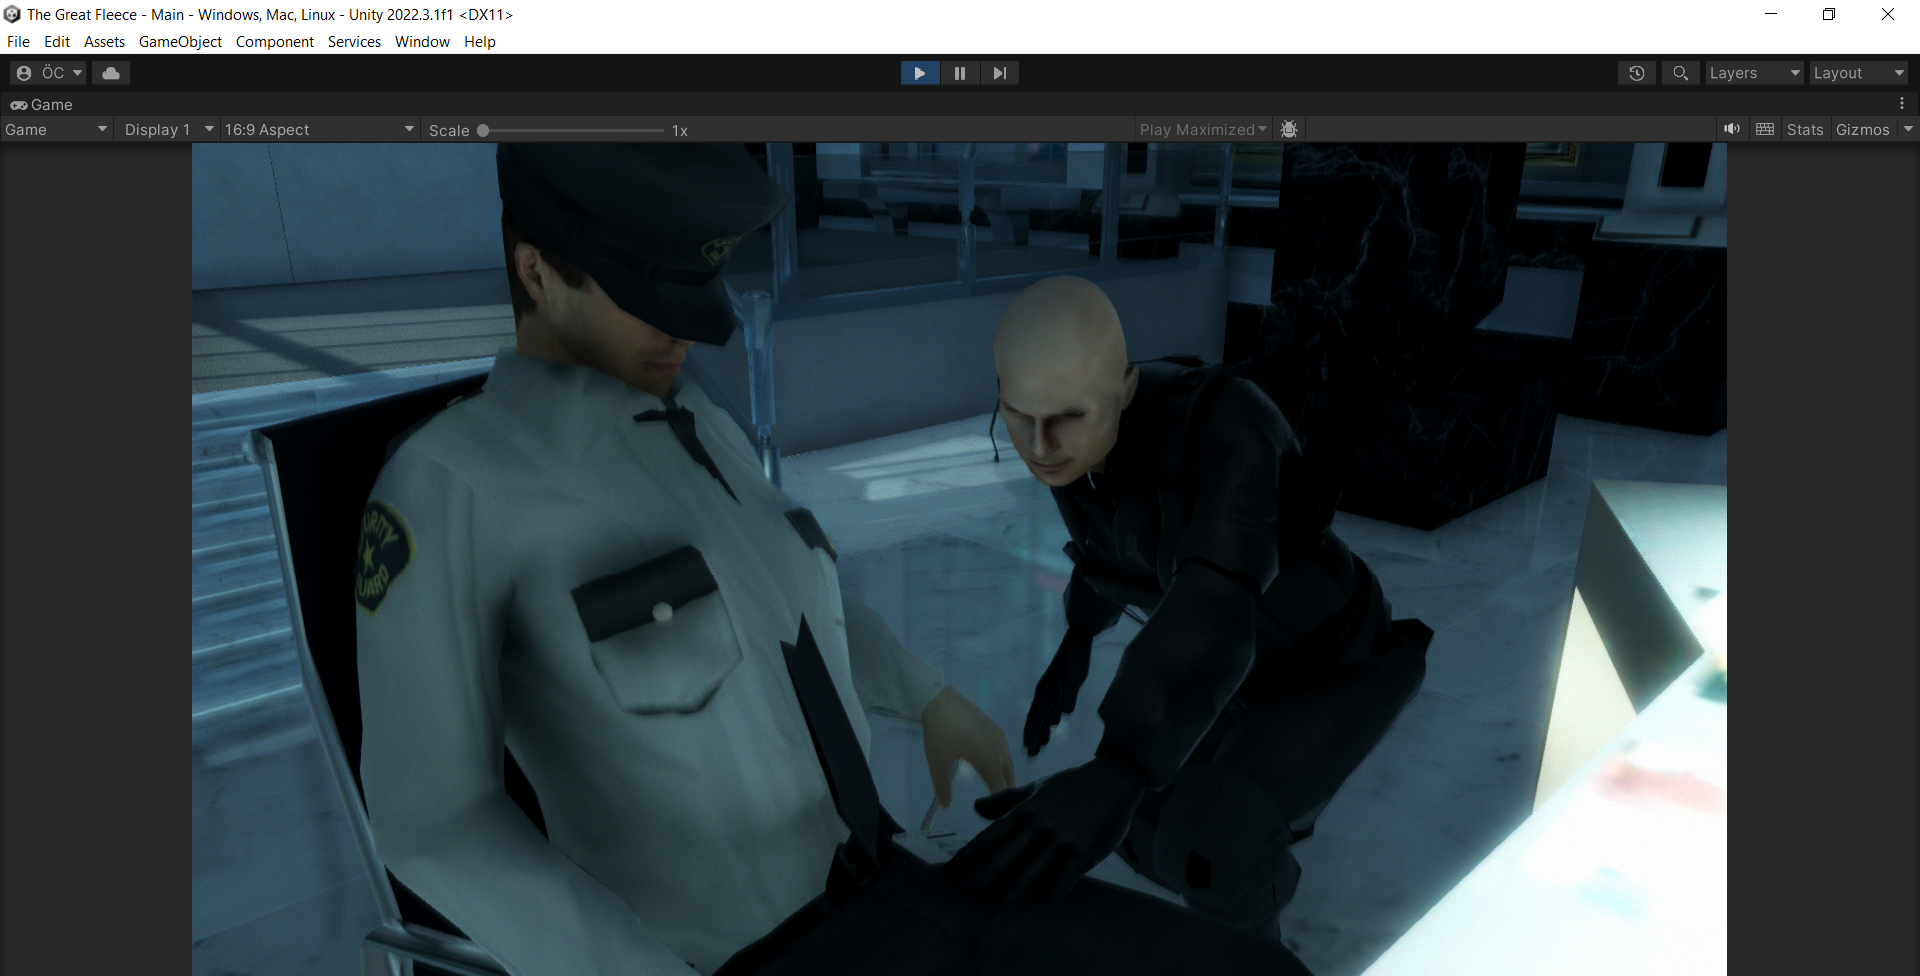 The Great Fleece - Main - Windows, Mac, Linux - Unity 2022.3.1f1 <DX11>
File Edit Assets GameObject Component Services Window Help
ÖC Layers Layout
Game
Game Display 1 16:9 Aspect Scale 1x Play Maximized Stats Gizmos